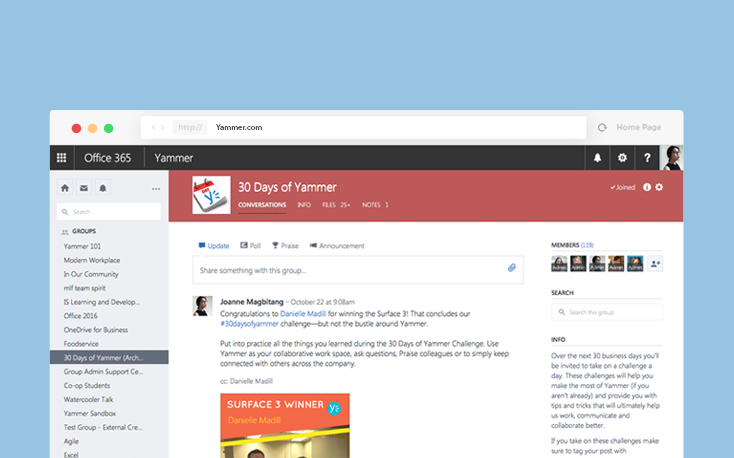 http:// Yammer.com Home Page
Office 365 Yammer ?
30 Days of Yammer
CONVERSATIONS INFO FILES 25+ NOTES 1
Joined
Search
GROUPS
Yammer 101
Modern Workplace
In Our Community
mlf team spirit
IS Learning and Develop...
Office 2016
OneDrive for Business
Foodservice
30 Days of Yammer (Arch...
Group Admin Support Ce...
Co-op Students
Watercooler Talk
Yammer Sandbox
Test Group - External Cre...
Agile
Excel
Update Poll Praise Announcement
Share something with this group...
Joanne Magbitang – October 22 at 9:08am
Congratulations to Danielle Madill for winning the Surface 3! That concludes our
#30daysofyammer challenge—but not the bustle around Yammer.
Put into practice all the things you learned during the 30 Days of Yammer Challenge. Use
Yammer as your collaborative work space, ask questions, Praise colleagues or to simply keep
connected with others across the company.
cc: Danielle Madill
SURFACE 3 WINNER
Danielle Madill
MEMBERS (119)
Admin Admin Admin Admin Admin
SEARCH
Search this group
INFO
Over the next 30 business days you'll
be invited to take on a challenge a
day. These challenges will help you
make the most of Yammer (if you
aren't already) and provide you with
tips and tricks that will ultimately help
us work, communicate and
collaborate better.
If you take on these challenges make
sure to tag your post with